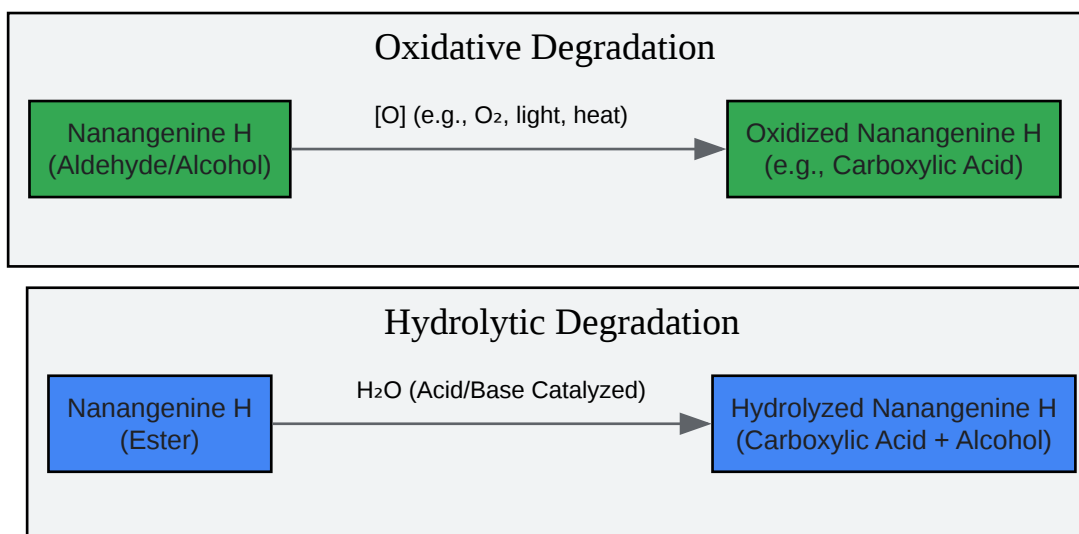 Oxidative Degradation
[O] (e.g., O₂, light, heat)
Nanangenine H
(Aldehyde/Alcohol)
Oxidized Nanangenine H
(e.g., Carboxylic Acid)
Hydrolytic Degradation
H₂O (Acid/Base Catalyzed)
Nanangenine H
(Ester)
Hydrolyzed Nanangenine H
(Carboxylic Acid + Alcohol)